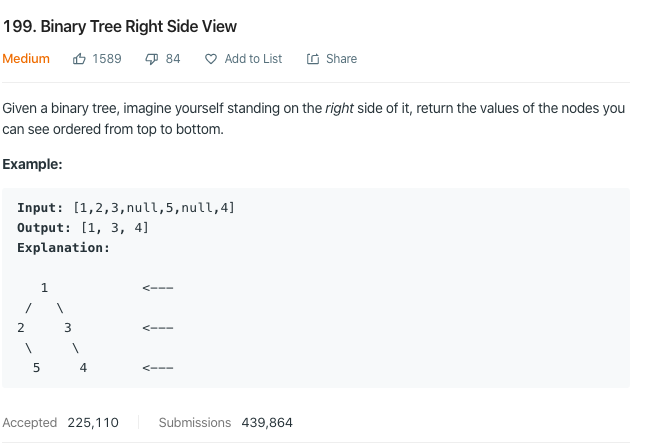 199. Binary Tree Right Side View
Medium 1589 84 Add to List Share
Given a binary tree, imagine yourself standing on the right side of it, return the values of the nodes you
can see ordered from top to bottom.
Example:
Input: [1,2,3,null,5,null,4]
Output: [1, 3, 4]
Explanation:
   1            <---
 /   \
2     3         <---
 \     \
  5     4       <---
Accepted 225,110 Submissions 439,864